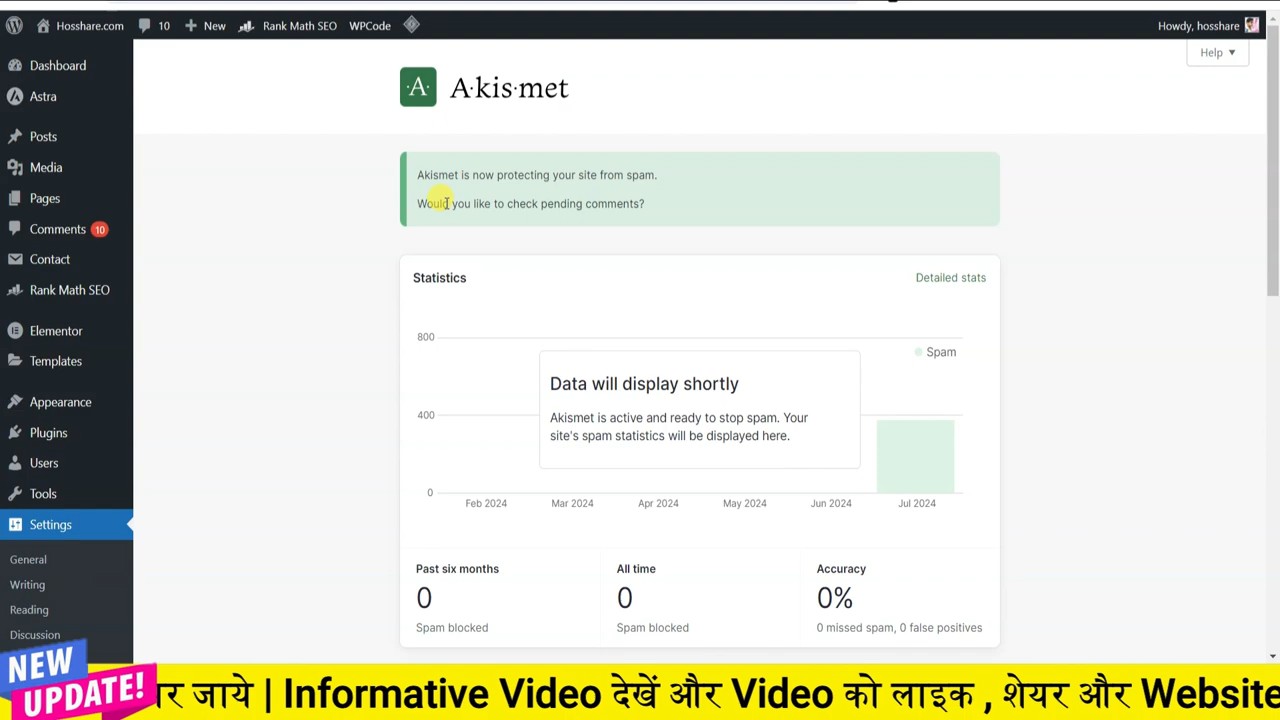 Hosshare.com 10 New Rank Math SEO WPCode Howdy, hosshare
Help ▼
Dashboard
Astra
Posts
Media
Pages
Comments 10
Contact
Rank Math SEO
Elementor
Templates
Appearance
Plugins
Users
Tools
Settings
General
Writing
Reading
Discussion
A·kis·met
Akismet is now protecting your site from spam.
Would you like to check pending comments?
Statistics Detailed stats
800
Spam
Data will display shortly
400
Akismet is active and ready to stop spam. Your
site's spam statistics will be displayed here.
0
Feb 2024 Mar 2024 Apr 2024 May 2024 Jun 2024 Jul 2024
Past six months All time Accuracy
0 0 0%
Spam blocked Spam blocked 0 missed spam, 0 false positives
NEW
UPDATE!
जाये | Informative Video देखें और Video को लाइक , शेयर और Website